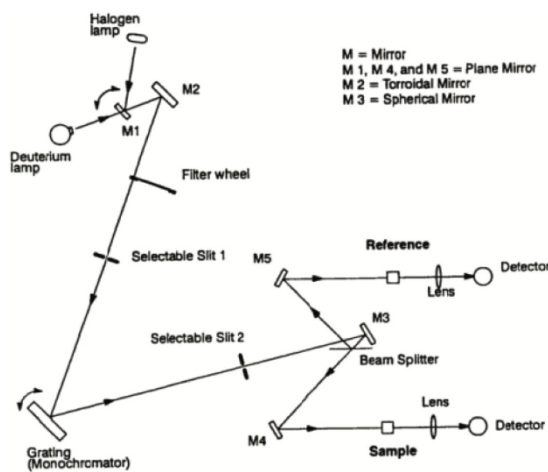 Halogen
lamp
M2
M1
Deuterium
lamp
M = Mirror
M 1, M 4, and M 5 = Plane Mirror
M 2 = Torroidal Mirror
M 3 = Spherical Mirror
Filter wheel
Selectable Slit 1
Reference
M5
Detector
Lens
M3
Selectable Slit 2
Beam Splitter
Lens
M4
Detector
Sample
Grating
(Monochromator)